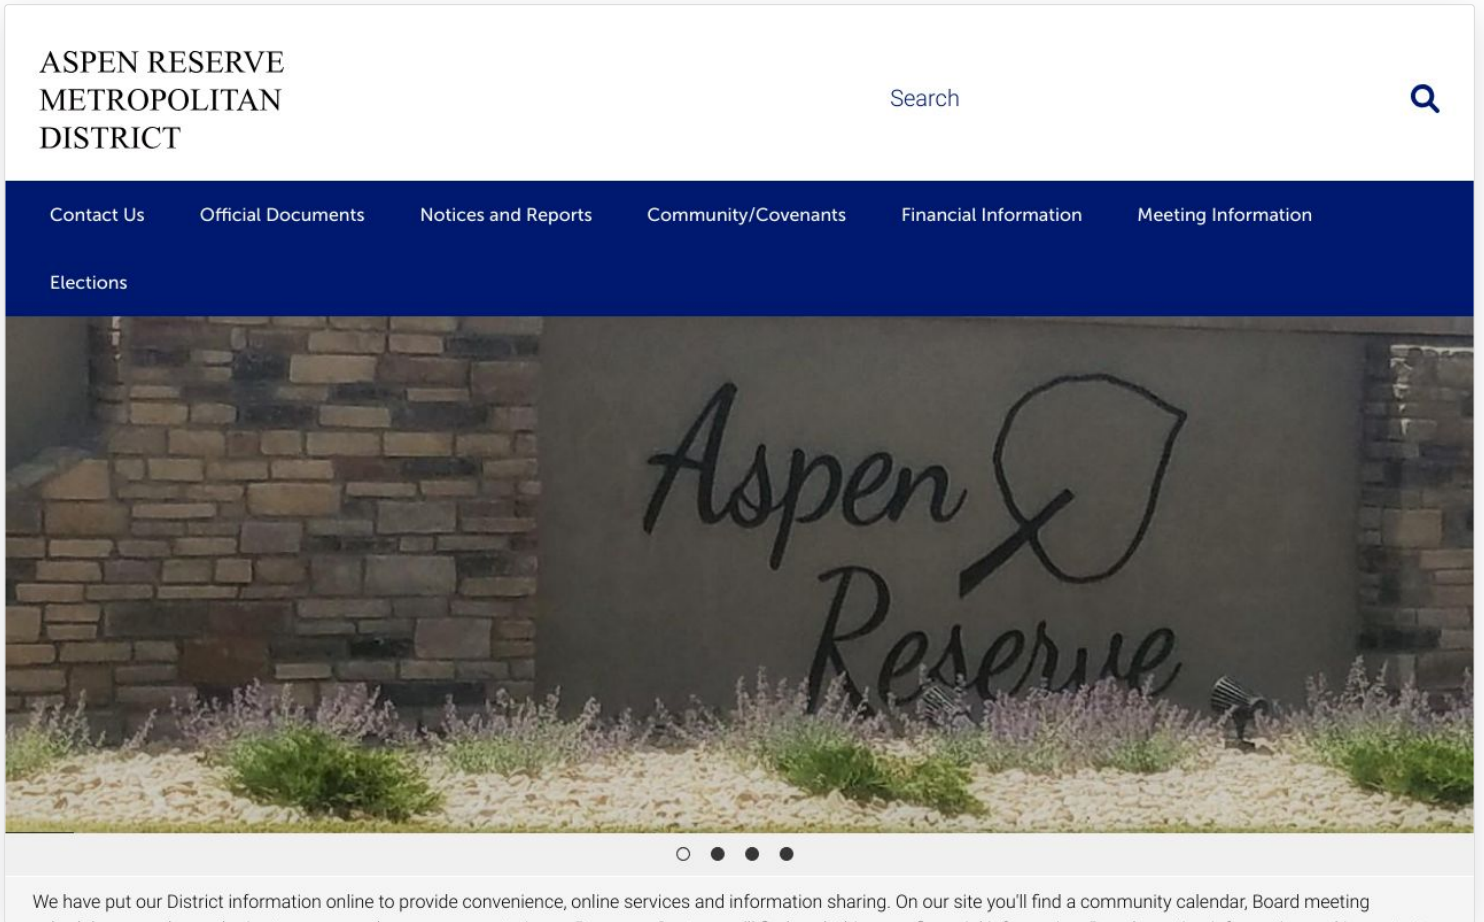 ASPEN RESERVE
METROPOLITAN
DISTRICT
Search
Contact Us Official Documents Notices and Reports Community/Covenants Financial Information Meeting Information
Elections
Aspen
Reserve
We have put our District information online to provide convenience, online services and information sharing. On our site you'll find a community calendar, Board meeting